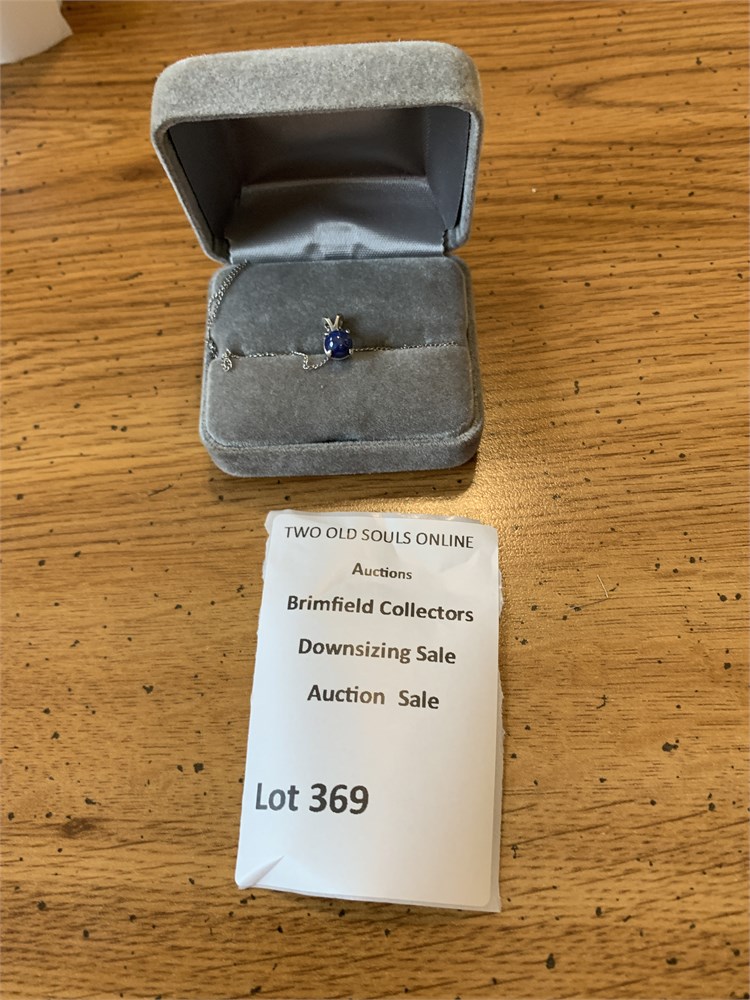 TWO OLD SOULS ONLINE
Auctions
Brimfield Collectors
Downsizing Sale
Auction Sale
Lot 369